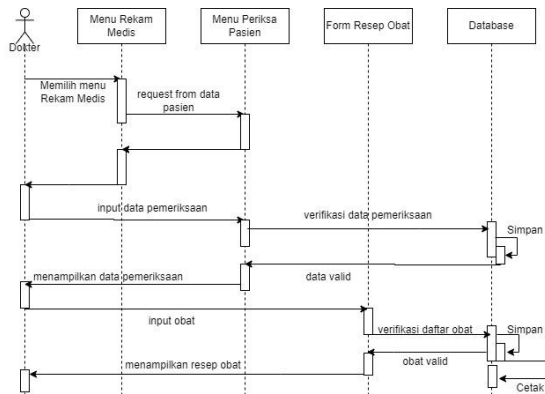 Menu Rekam
Medis
Menu Periksa
Pasien
Form Resep Obat
Database
Dokter
Memilih menu
Rekam Medis
request from data
pasien
input data pemeriksaan
verifikasi data pemeriksaan
Simpan
menampilkan data pemeriksaan
data valid
input obat
verifikasi daftar obat
Simpan
obat valid
menampilkan resep obat
Cetak